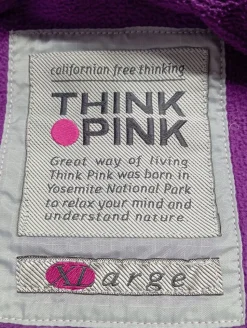 californian free thinking
THINK
PINK
Great way of living
Think Pink was born in
Yosemite National Park
to relax your mind and
understand nature
XLarge